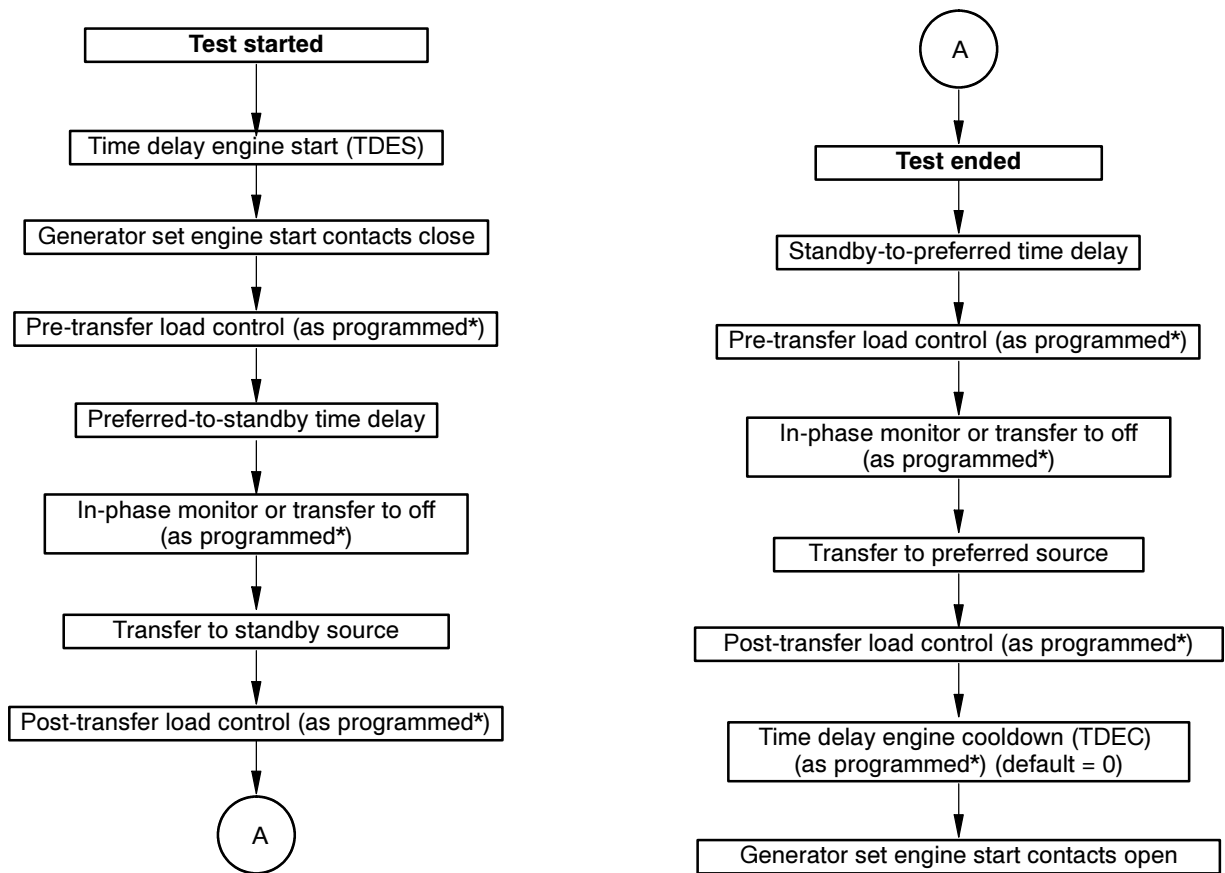 Test started
Time delay engine start (TDES)
Generator set engine start contacts close
Pre-transfer load control (as programmed*)
Preferred-to-standby time delay
In-phase monitor or transfer to off
(as programmed*)
Transfer to standby source
Post-transfer load control (as programmed*)
A
A
Test ended
Standby-to-preferred time delay
Pre-transfer load control (as programmed*)
In-phase monitor or transfer to off
(as programmed*)
Transfer to preferred source
Post-transfer load control (as programmed*)
Time delay engine cooldown (TDEC)
(as programmed*) (default = 0)
Generator set engine start contacts open